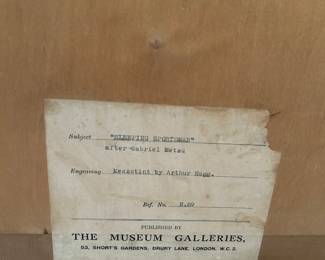 Subject "SLEEPING SPORTSMAN"
after Gabriel Metsu
Engraving Mezzotint by Arthur Hogg.
Ref. No. M.89
PUBLISHED BY
THE MUSEUM GALLERIES,
53, SHORT'S GARDENS, DRURY LANE, LONDON, W.C.2.